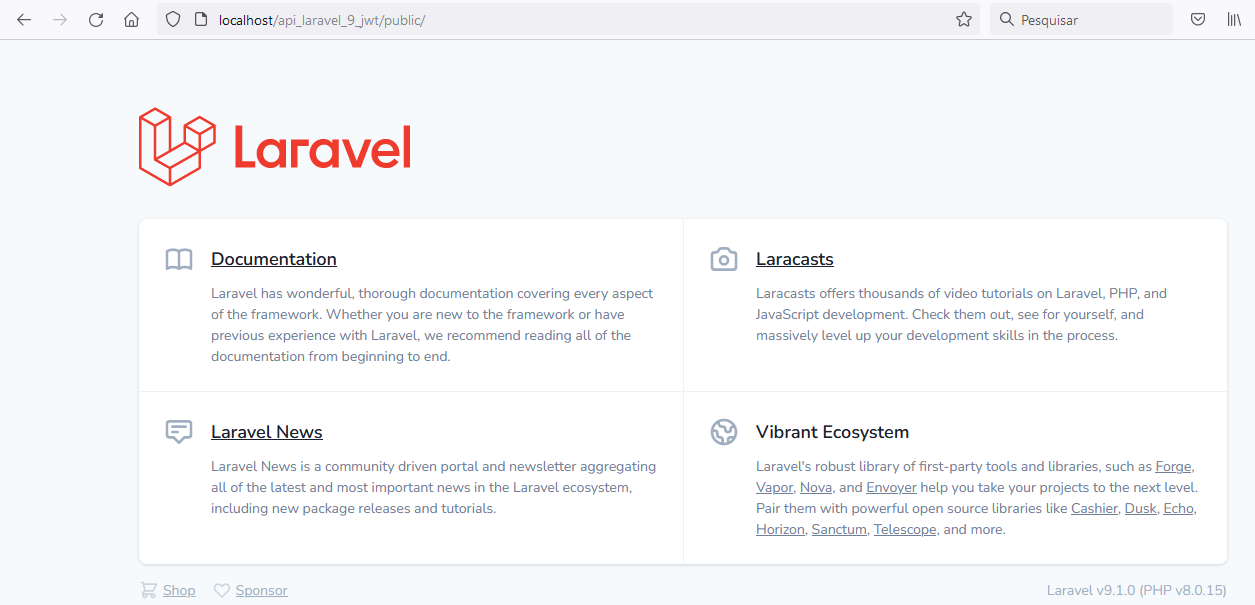 localhost/api_laravel_9_jwt/public/
Pesquisar
Laravel
Documentation
Laravel has wonderful, thorough documentation covering every aspect
of the framework. Whether you are new to the framework or have
previous experience with Laravel, we recommend reading all of the
documentation from beginning to end.
Laracasts
Laracasts offers thousands of video tutorials on Laravel, PHP, and
JavaScript development. Check them out, see for yourself, and
massively level up your development skills in the process.
Laravel News
Laravel News is a community driven portal and newsletter aggregating
all of the latest and most important news in the Laravel ecosystem,
including new package releases and tutorials.
Vibrant Ecosystem
Laravel's robust library of first-party tools and libraries, such as Forge,
Vapor, Nova, and Envoyer help you take your projects to the next level.
Pair them with powerful open source libraries like Cashier, Dusk, Echo,
Horizon, Sanctum, Telescope, and more.
Shop
Sponsor
Laravel v9.1.0 (PHP v8.0.15)